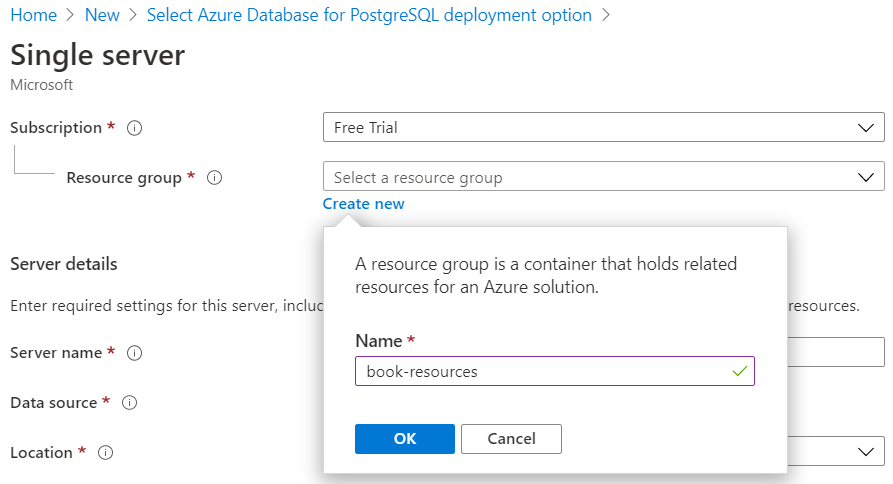 Home > New > Select Azure Database for PostgreSQL deployment option >
Single server
Microsoft
Subscription *
Free Trial
Resource group *
Select a resource group
Create new
A resource group is a container that holds related
resources for an Azure solution.
Name *
book-resources
OK Cancel
Server details
Enter required settings for this server, resources.
Server name *
Data source *
Location *